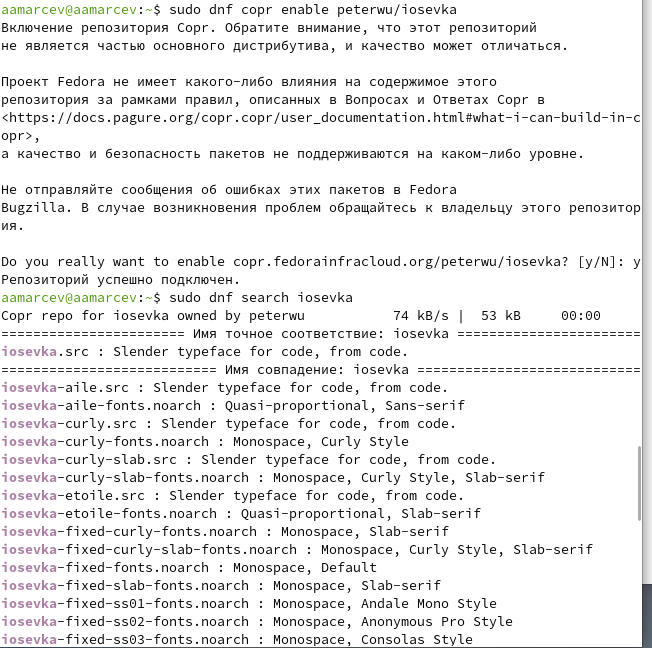 aamarcev@aamarcev:~$ sudo dnf copr enable peterwu/iosevka
Включение репозитория Copr. Обратите внимание, что этот репозиторий
не является частью основного дистрибутива, и качество может отличаться.
Проект Fedora не имеет какого-либо влияния на содержимое этого
репозитория за рамками правил, описанных в Вопросах и Ответах Copr в
<https://docs.pagure.org/copr.copr/user_documentation.html#what-i-can-build-in-c
opr>,
а качество и безопасность пакетов не поддерживаются на каком-либо уровне.
Не отправляйте сообщения об ошибках этих пакетов в Fedora
Bugzilla. В случае возникновения проблем обращайтесь к владельцу этого репозитор
ия.
Do you really want to enable copr.fedorainfracloud.org/peterwu/iosevka? [y/N]: y
Репозиторий успешно подключен.
aamarcev@aamarcev:~$ sudo dnf search iosevka
Copr repo for iosevka owned by peterwu           74 kB/s |  53 kB     00:00
======================= Имя точное соответствие: iosevka =======================
iosevka.src : Slender typeface for code, from code.
=========================== Имя совпадение: iosevka ============================
iosevka-aile.src : Slender typeface for code, from code.
iosevka-aile-fonts.noarch : Quasi-proportional, Sans-serif
iosevka-curly.src : Slender typeface for code, from code.
iosevka-curly-fonts.noarch : Monospace, Curly Style
iosevka-curly-slab.src : Slender typeface for code, from code.
iosevka-curly-slab-fonts.noarch : Monospace, Curly Style, Slab-serif
iosevka-etoile.src : Slender typeface for code, from code.
iosevka-etoile-fonts.noarch : Quasi-proportional, Slab-serif
iosevka-fixed-curly-fonts.noarch : Monospace, Slab-serif
iosevka-fixed-curly-slab-fonts.noarch : Monospace, Curly Style, Slab-serif
iosevka-fixed-fonts.noarch : Monospace, Default
iosevka-fixed-slab-fonts.noarch : Monospace, Slab-serif
iosevka-fixed-ss01-fonts.noarch : Monospace, Andale Mono Style
iosevka-fixed-ss02-fonts.noarch : Monospace, Anonymous Pro Style
iosevka-fixed-ss03-fonts.noarch : Monospace, Consolas Style